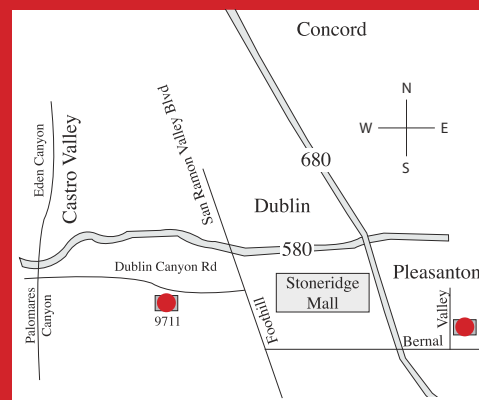 Concord
N
W
E
S
Eden Canyon
Castro Valley
San Ramon Valley Blvd
680
Dublin
580
Dublin Canyon Rd
Pleasanton
Stoneridge
Mall
Palomares
Canyon
9711
Foothill
Valley
Bernal